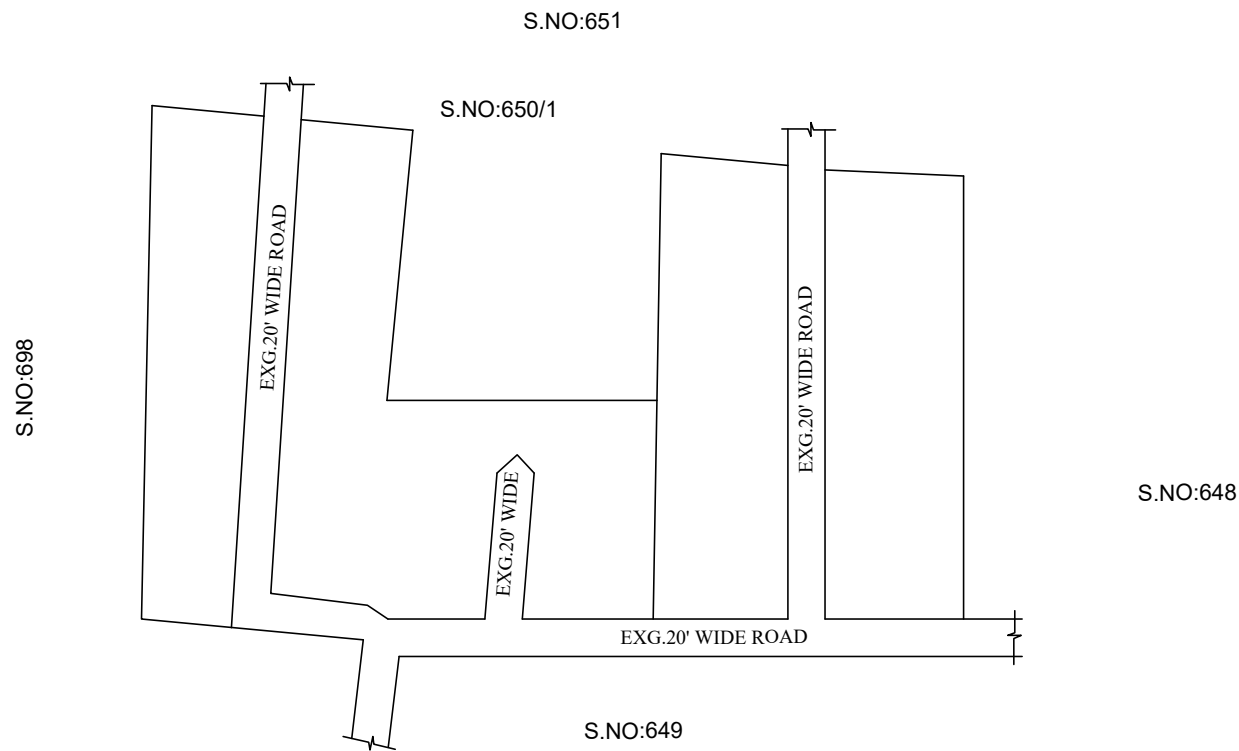 S.NO:651
S.NO:650/1
EXG.20' WIDE ROAD
EXG.20' WIDE ROAD
S.NO:698
EXG.20' WIDE
S.NO:648
EXG.20' WIDE ROAD
S.NO:649